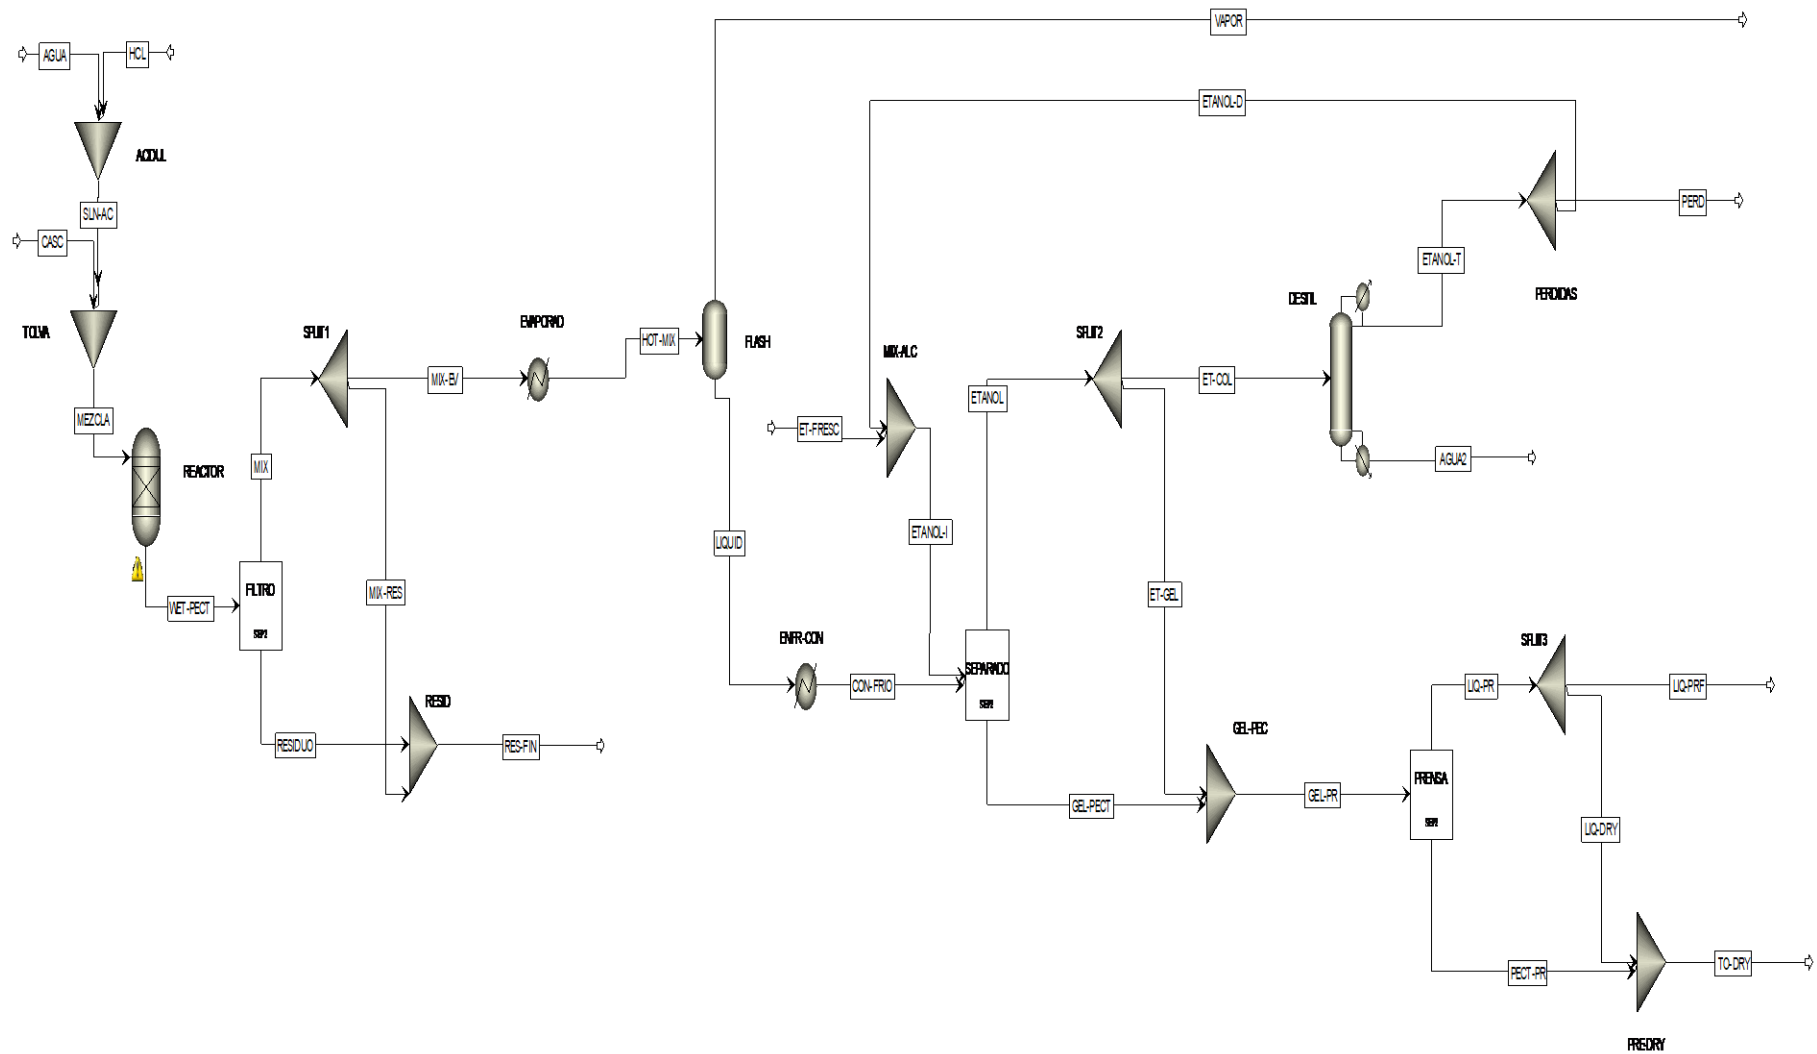 VAPOR
AGUA
HCL
ETANOL-D
ACIDUL
SLN-AC
PERD
CASC
ETANOL-T
DESTIL
PERDIDAS
TOLVA
SPLIT1
EVAPORAD
HOT-MIX
FLASH
MIX-ALC
SPLIT2
MIX-EV
ETANOL
ET-COL
MEZCLA
ET-FRESC
REACTOR
MIX
AGUA2
LIQUID
ETANOL-I
FILTRO
SEP2
MIX-RES
ET-GEL
WET-PECT
ENFR-CON
SEPARADO
SEP2
SPLIT3
CON-FRIO
LIQ-PR
LIQ-PRF
RESID
GEL-PEC
RESIDUO
RES-FIN
PRENSA
SEP2
GEL-PECT
GEL-PR
LIQ-DRY
PECT-PR
TO-DRY
PREDRY